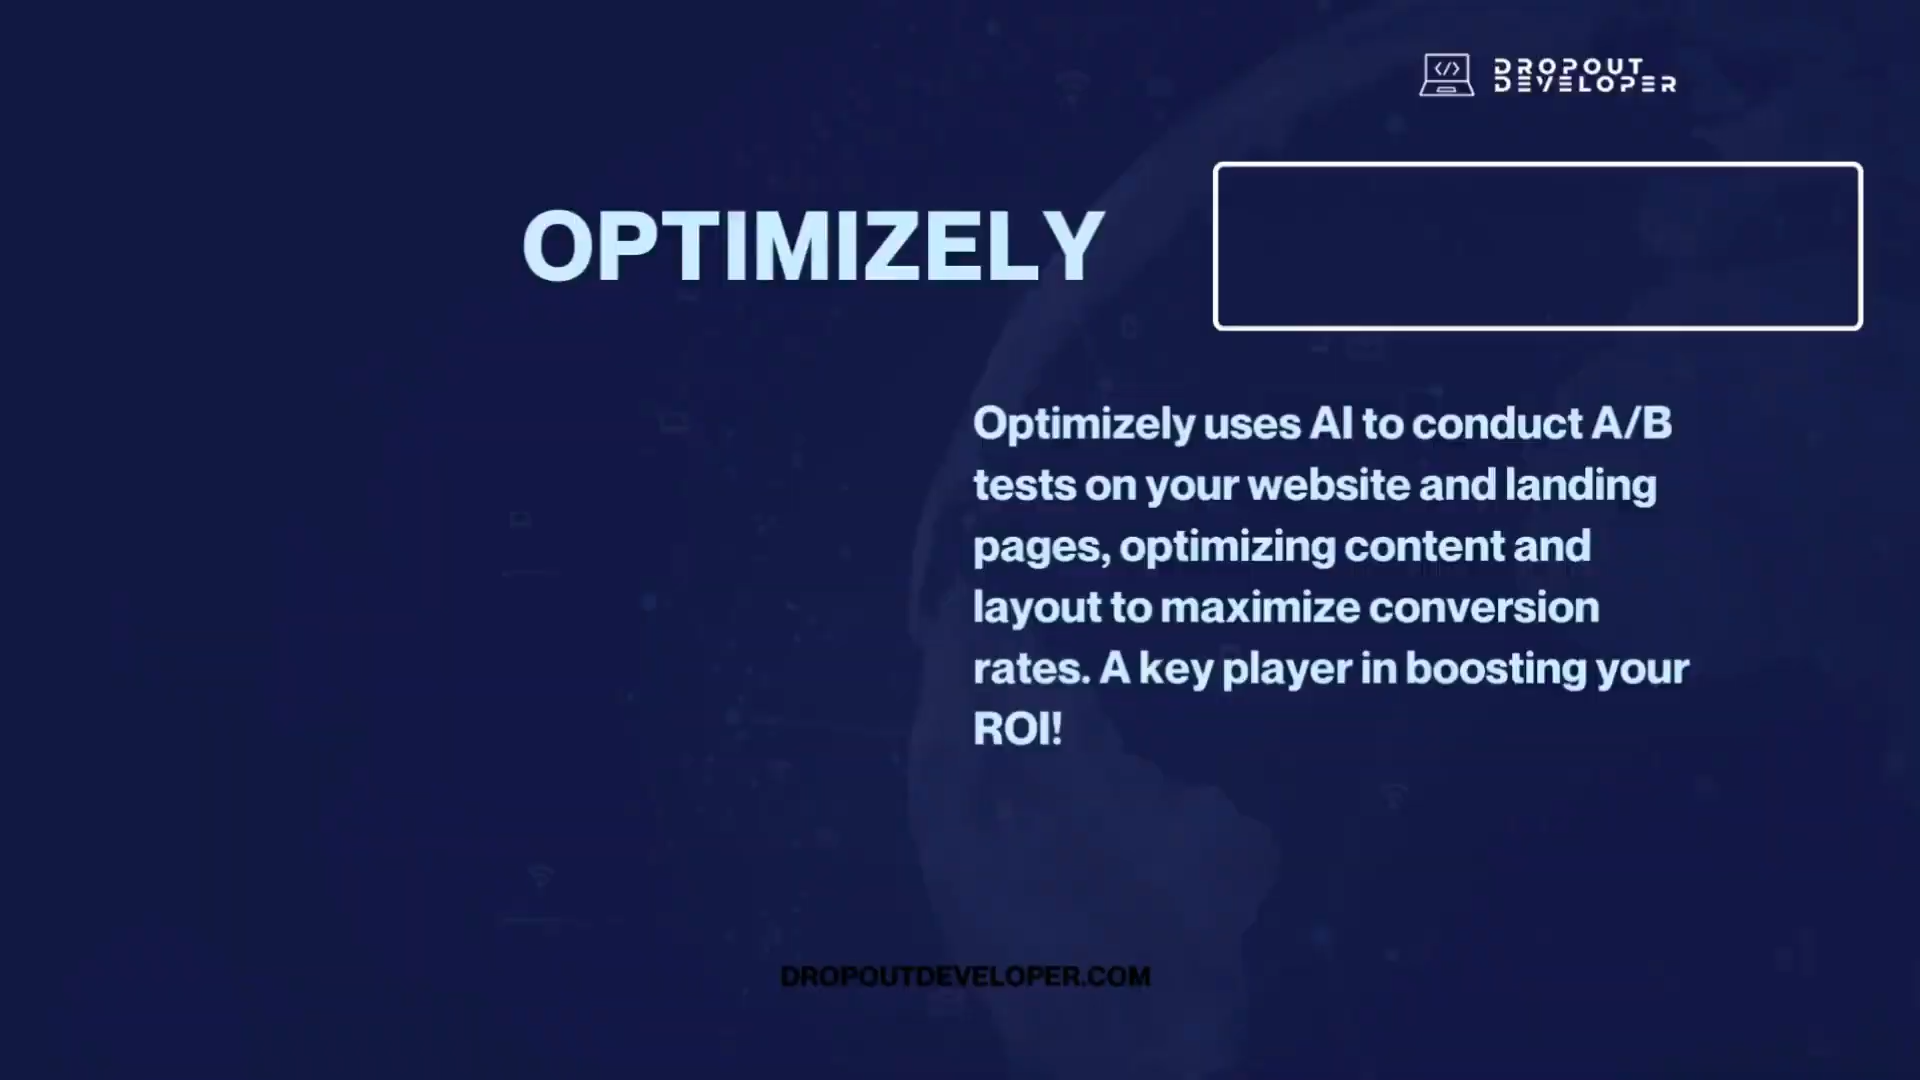 DROPOUT
DEVELOPER
OPTIMIZELY
Optimizely uses AI to conduct A/B
tests on your website and landing
pages, optimizing content and
layout to maximize conversion
rates. A key player in boosting your
ROI!
DROPOUTDEVELOPER.COM